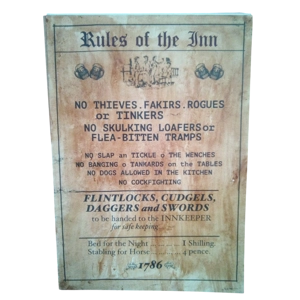 Rules of the Inn
NO THIEVES. FAKIRS. ROGUES
or TINKERS
NO SKULKING LOAFERS or
FLEA-BITTEN TRAMPS
NO SLAP an TICKLE o THE WENCHES
NO BANGING o TANKARDS on the TABLES
NO DOGS ALLOWED IN THE KITCHEN
NO COCKFIGHTING
FLINTLOCKS, CUDGELS,
DAGGERS and SWORDS
to be handed to the INNKEEPER
for safe keeping
Bed for the Night ............ 1 Shilling
Stabling for Horse ........ 4 pence
1786